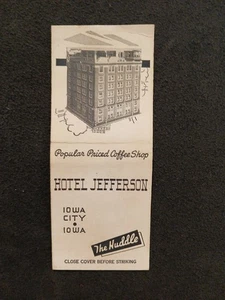 Popular Priced Coffee Shop
HOTEL JEFFERSON
IOWA
CITY
•
IOWA
The Huddle
CLOSE COVER BEFORE STRIKING